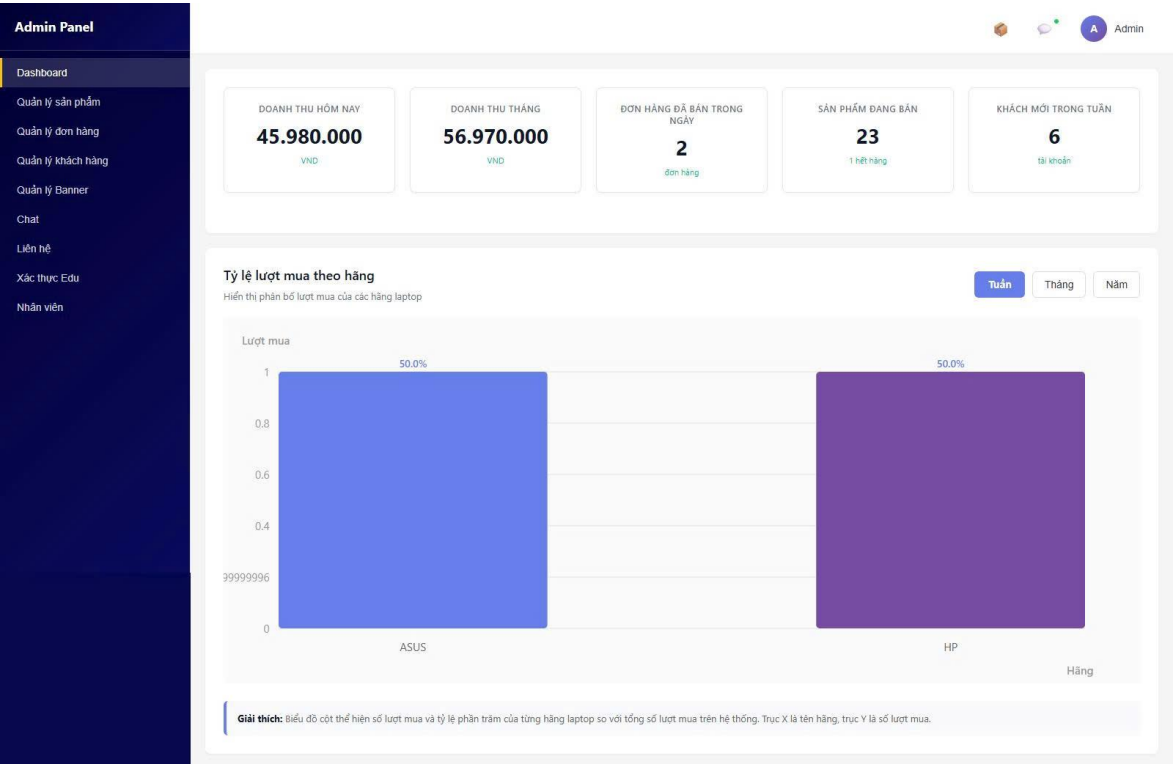 Admin Panel
A
Admin
Dashboard
Quản lý sản phẩm
Quản lý đơn hàng
Quản lý khách hàng
Quản lý Banner
Chat
Liên hệ
Xác thực Edu
Nhân viên
DOANH THU HÔM NAY
45.980.000
VND
DOANH THU THÁNG
56.970.000
VND
ĐƠN HÀNG ĐÃ BÁN TRONG
NGÀY
2
đơn hàng
SẢN PHẨM ĐANG BÁN
23
1 hết hàng
KHÁCH MỚI TRONG TUẦN
6
tài khoản
Tỷ lệ lượt mua theo hãng
Hiển thị phân bố lượt mua của các hãng laptop
Tuần
Tháng
Năm
Lượt mua
50.0%
50.0%
1
0.8
0.6
0.4
99999996
0
ASUS
HP
Hãng
Giải thích: Biểu đồ cột thể hiện số lượt mua và tỷ lệ phần trăm của từng hãng laptop so với tổng số lượt mua trên hệ thống. Trục X là tên hãng, trục Y là số lượt mua.